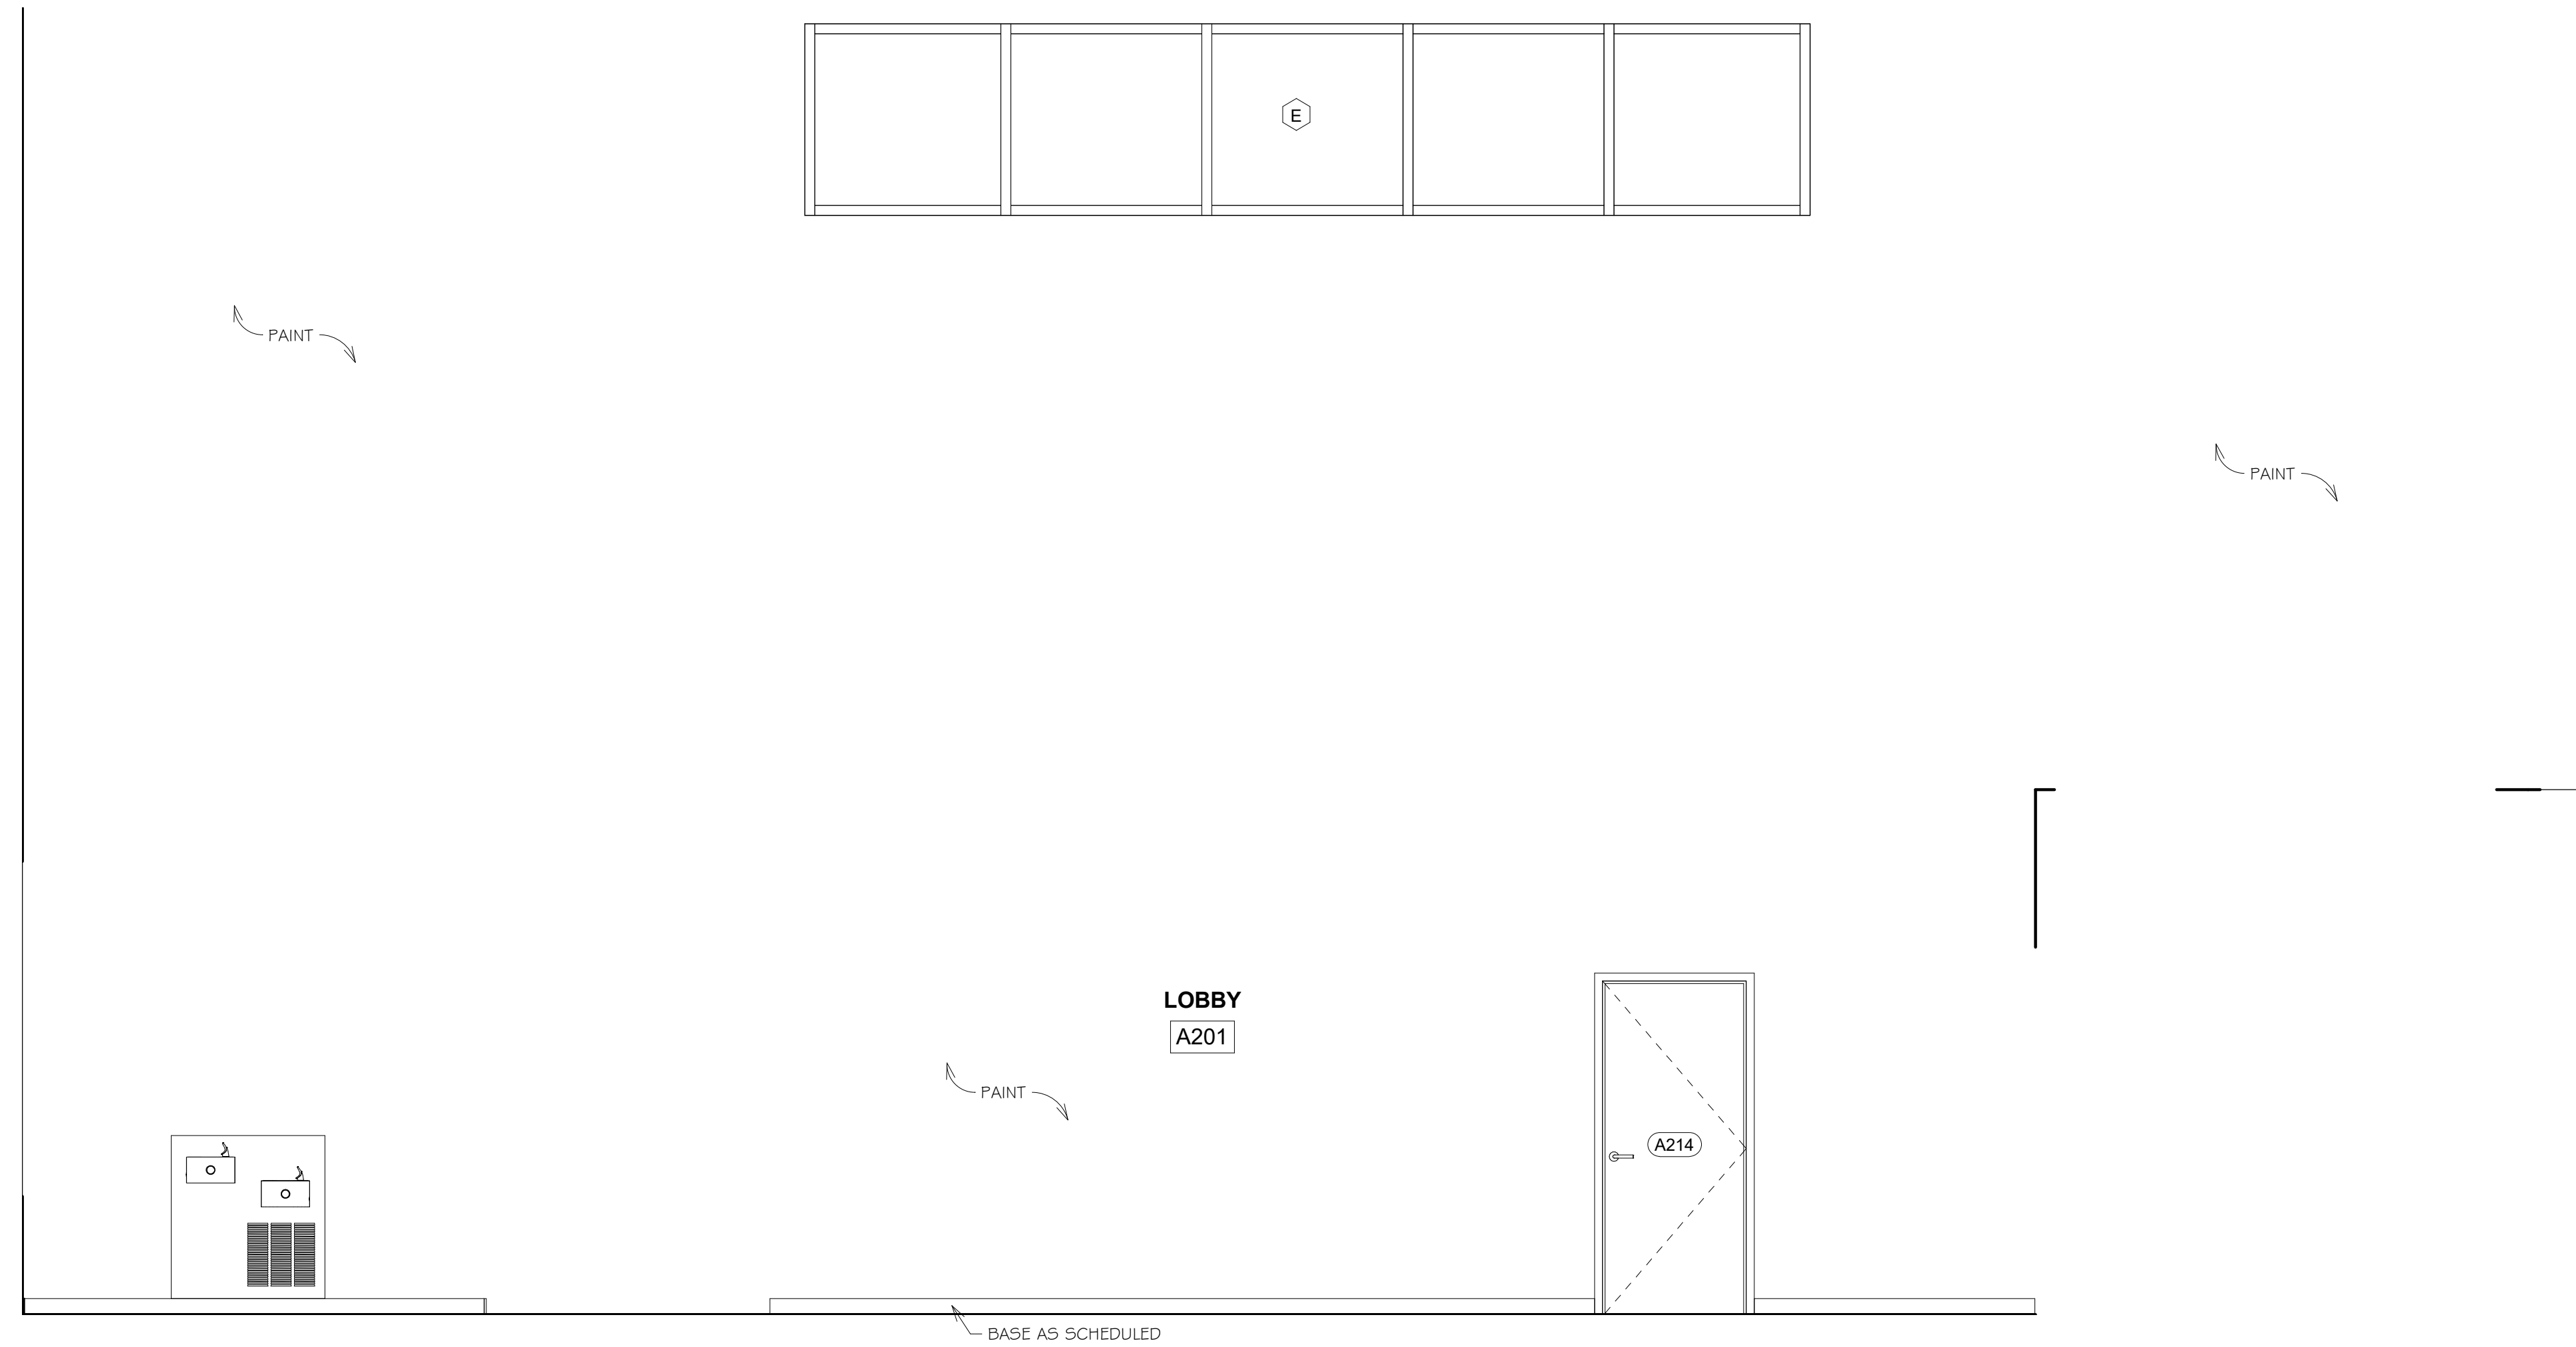 E
PAINT
PAINT
LOBBY
A201
PAINT
A214
BASE AS SCHEDULED